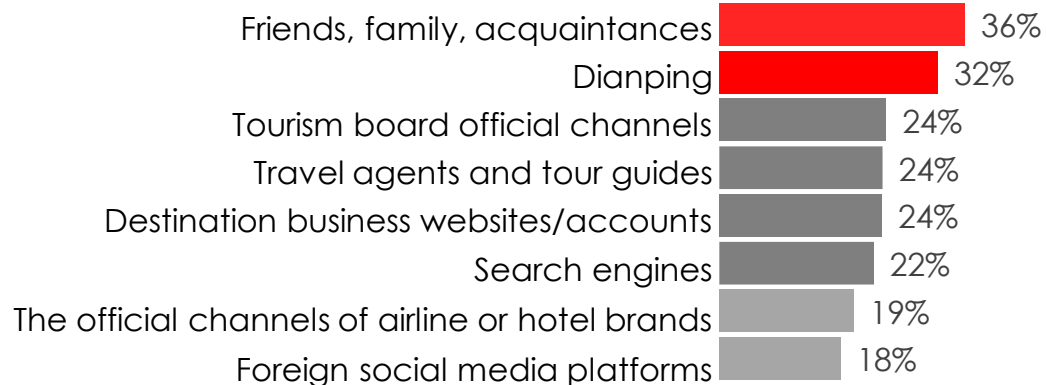 Friends, family, acquaintances 36%
Dianping 32%
Tourism board official channels 24%
Travel agents and tour guides 24%
Destination business websites/accounts 24%
Search engines 22%
The official channels of airline or hotel brands 19%
Foreign social media platforms 18%